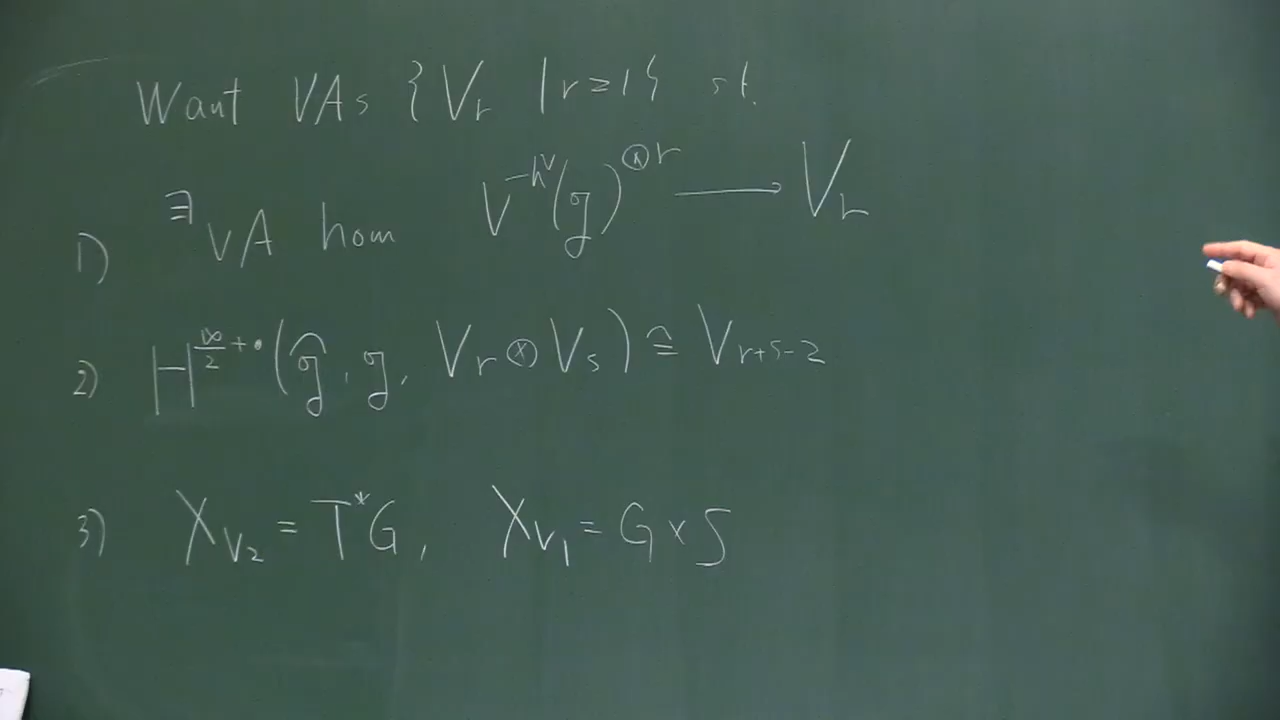 Want VAs {V_r | r≥1} s.t.
1) ∃ VA hom V^{-h^∨}(g)^{⊗r} → V_r
2) H^{∞/2+•}(ĝ, g, V_r ⊗ V_s) ≅ V_{r+s-2}
3) X_{V_2} = T^*G, X_{V_1} = G × S